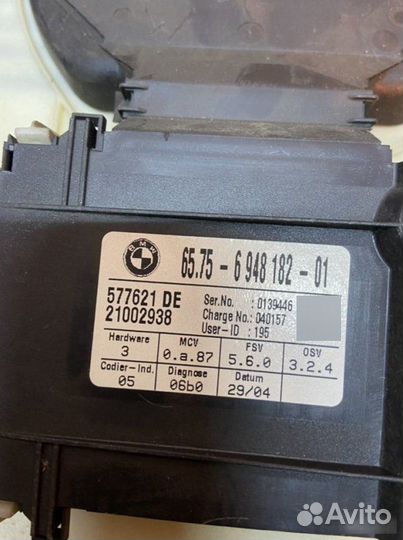 BMW
65.75 - 6 948 182 - 01
577621 DE
21002938
Ser.No. : 0139446
Charge No.: 040157
User-ID : 195
Hardware MCV FSV OSV
3 0.a.87 5.6.0 3.2.4
Codier-Ind. Diagnose Datum
05 06b0 29/04
Avito